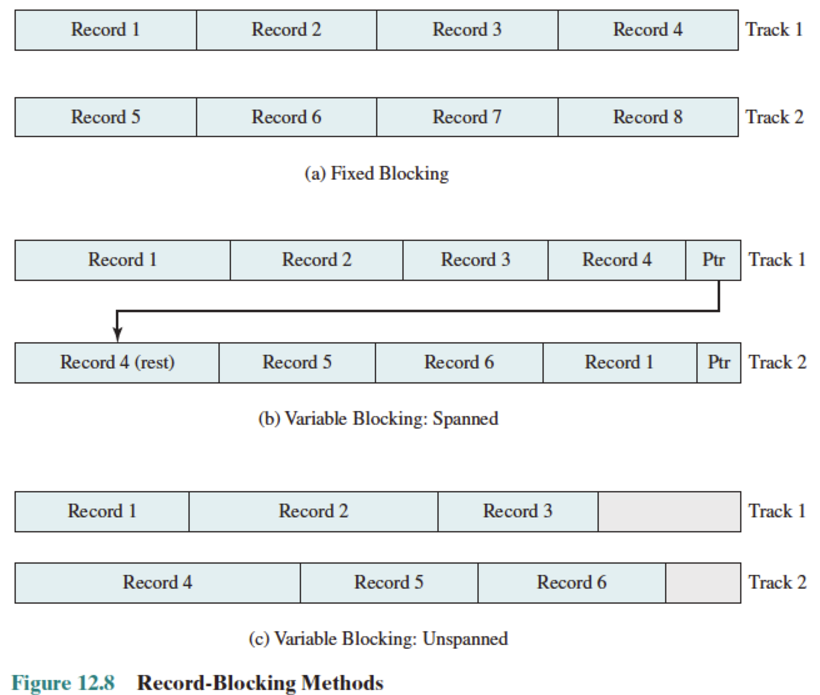 Record 1 Record 2 Record 3 Record 4 Track 1
Record 5 Record 6 Record 7 Record 8 Track 2
(a) Fixed Blocking
Record 1 Record 2 Record 3 Record 4 Ptr Track 1
Record 4 (rest) Record 5 Record 6 Record 1 Ptr Track 2
(b) Variable Blocking: Spanned
Record 1 Record 2 Record 3 Track 1
Record 4 Record 5 Record 6 Track 2
(c) Variable Blocking: Unspanned
Figure 12.8 Record-Blocking Methods